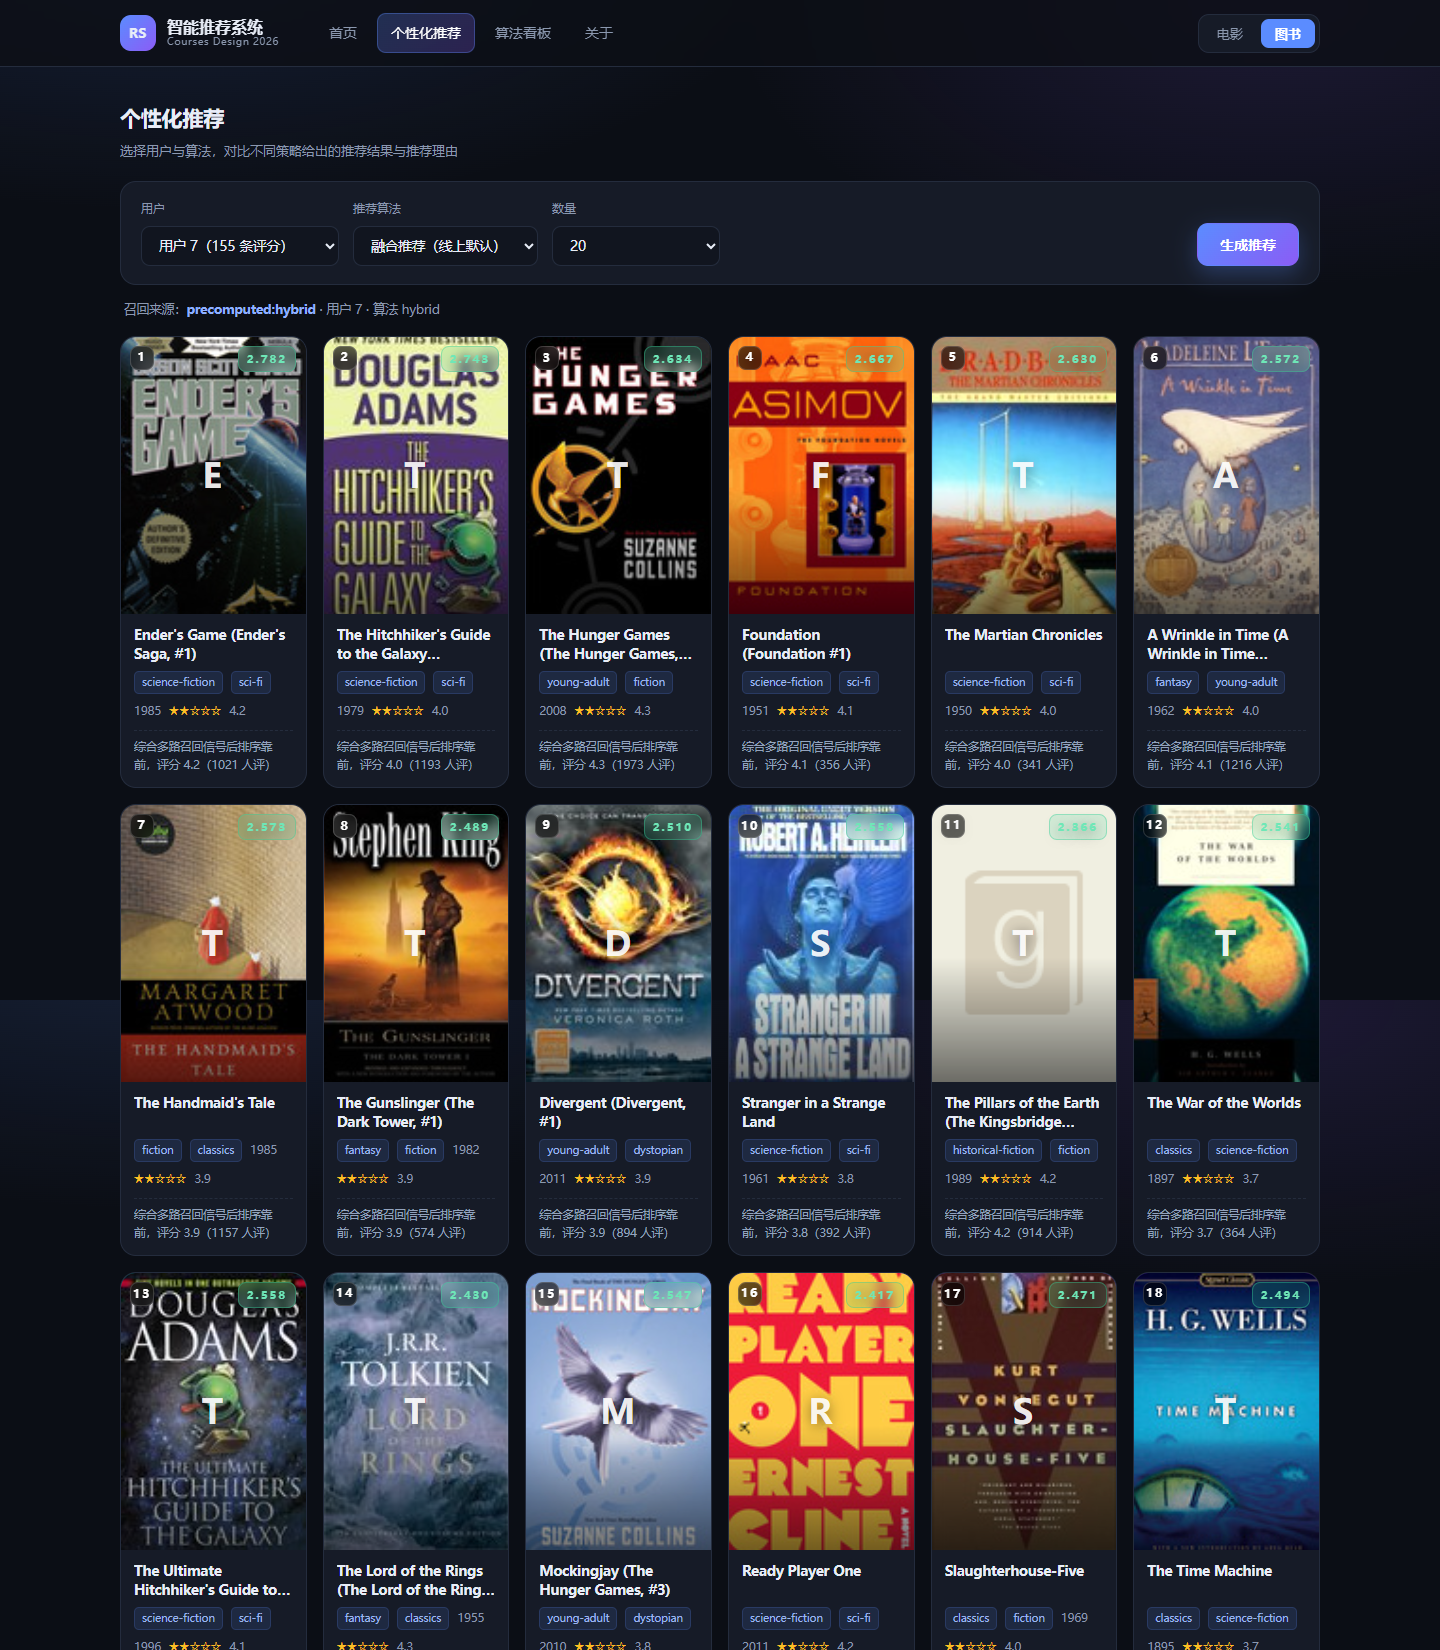 RS
智能推荐系统
Courses Design 2026
首页
个性化推荐
算法看板
关于
电影
图书
个性化推荐
选择用户与算法，对比不同策略给出的推荐结果与推荐理由
用户
推荐算法
数量
用户 7（155 条评分）
融合推荐（线上默认）
20
生成推荐
召回来源：precomputed:hybrid · 用户 7 · 算法 hybrid
1
2.782
ENDER'S
GAME
AUTHOR'S
DEFINITIVE
EDITION
E
Ender's Game (Ender's
Saga, #1)
science-fiction
sci-fi
1985 ★★☆☆☆ 4.2
综合多路召回信号后排序靠
前，评分 4.2（1021 人评）
2
2.743
DOUGLAS
ADAMS
THE
HITCHHIKER'S
GUIDE TO
THE
GALAXY
T
The Hitchhiker's Guide
to the Galaxy...
science-fiction
sci-fi
1979 ★★☆☆☆ 4.0
综合多路召回信号后排序靠
前，评分 4.0（1193 人评）
3
2.634
THE
HUNGER
GAMES
SUZANNE
COLLINS
T
The Hunger Games
(The Hunger Games,...
young-adult
fiction
2008 ★★☆☆☆ 4.3
综合多路召回信号后排序靠
前，评分 4.3（1973 人评）
4
2.667
AAC
ASIMOV
THE FOUNDATION NOVELS
FOUNDATION
F
Foundation
(Foundation #1)
science-fiction
sci-fi
1951 ★★☆☆☆ 4.1
综合多路召回信号后排序靠
前，评分 4.1（356 人评）
5
2.630
RADB
THE MARTIAN CHRONICLES
THE GRAND MASTER EDITIONS
T
The Martian Chronicles
science-fiction
sci-fi
1950 ★★☆☆☆ 4.0
综合多路召回信号后排序靠
前，评分 4.0（341 人评）
6
2.572
MADELEINE L'E
A Wrinkle in Time
A
A Wrinkle in Time (A
Wrinkle in Time...
fantasy
young-adult
1962 ★★☆☆☆ 4.0
综合多路召回信号后排序靠
前，评分 4.1（1216 人评）
7
2.573
MARGARET
ATWOOD
THE HANDMAID'S
TALE
T
The Handmaid's Tale
fiction
classics
1985
★★☆☆☆ 3.9
综合多路召回信号后排序靠
前，评分 3.9（1157 人评）
8
2.489
Stephen King
THE GUNSLINGER
THE DARK TOWER I
T
The Gunslinger (The
Dark Tower, #1)
fantasy
fiction
1982
★★☆☆☆ 3.9
综合多路召回信号后排序靠
前，评分 3.9（574 人评）
9
2.510
DIVERGENT
VERONICA ROTH
D
Divergent (Divergent,
#1)
young-adult
dystopian
2011 ★★☆☆☆ 3.9
综合多路召回信号后排序靠
前，评分 3.9（894 人评）
10
ROBERT A. HEINLEIN
STRANGER IN
A STRANGE LAND
S
Stranger in a Strange
Land
science-fiction
sci-fi
1961 ★★☆☆☆ 3.8
综合多路召回信号后排序靠
前，评分 3.8（392 人评）
11
2.366
g
T
The Pillars of the Earth
(The Kingsbridge...
historical-fiction
fiction
1989 ★★☆☆☆ 4.2
综合多路召回信号后排序靠
前，评分 4.2（914 人评）
12
2.541
THE WAR
OF THE WORLDS
H. G. WELLS
T
The War of the Worlds
classics
science-fiction
1897 ★★☆☆☆ 3.7
综合多路召回信号后排序靠
前，评分 3.7（364 人评）
13
2.558
DOUGLAS
ADAMS
THE ULTIMATE
HITCHHIKER'S
GUIDE TO
THE GALAXY
T
The Ultimate
Hitchhiker's Guide to...
science-fiction
sci-fi
1996 ★★☆☆☆ 4.1
14
2.430
J.R.R.
TOLKIEN
LORD
OF THE
RINGS
T
The Lord of the Rings
(The Lord of the Ring...
fantasy
classics
1955
★★☆☆☆ 4.3
15
2.547
MOCKINGJAY
SUZANNE COLLINS
M
Mockingjay (The
Hunger Games, #3)
young-adult
dystopian
2010 ★★☆☆☆ 3.8
16
2.417
READY
PLAYER
ONE
ERNEST
CLINE
A NOVEL
R
Ready Player One
science-fiction
sci-fi
2011 ★★☆☆☆ 4.2
17
2.471
KURT
VONNEGUT
SLAUGHTER-
HOUSE-FIVE
S
Slaughterhouse-Five
classics
fiction
1969
★★☆☆☆ 4.0
18
2.494
Signet Classic
H. G. WELLS
THE
TIME MACHINE
T
The Time Machine
classics
science-fiction
1895 ★★☆☆☆ 3.7